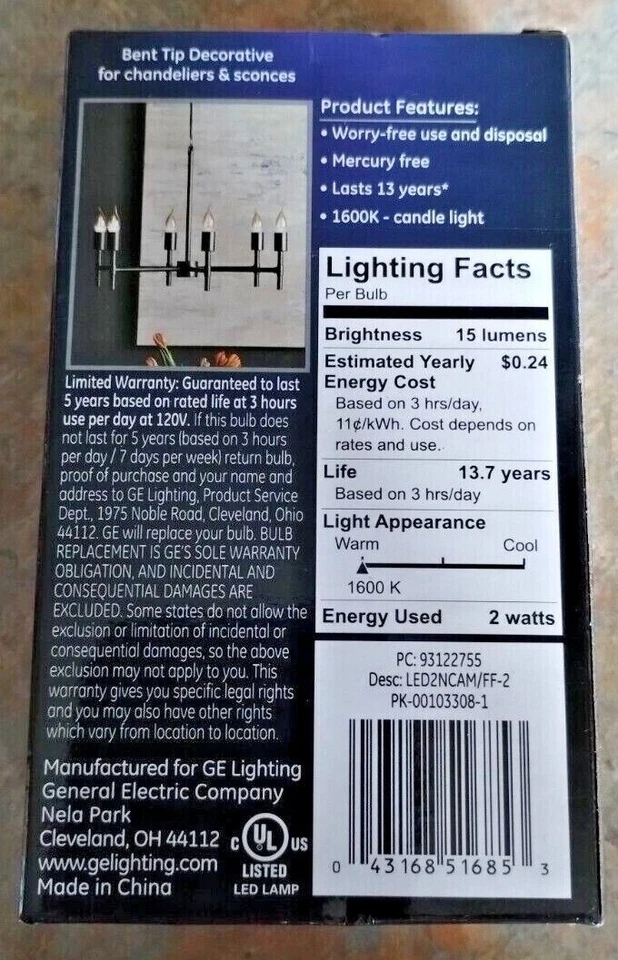 Bent Tip Decorative
for chandeliers & sconces
Product Features:
• Worry-free use and disposal
• Mercury free
• Lasts 13 years*
• 1600K - candle light
Lighting Facts
Per Bulb
Brightness 15 lumens
Estimated Yearly $0.24
Energy Cost
Based on 3 hrs/day,
11¢/kWh. Cost depends on
rates and use.
Life 13.7 years
Based on 3 hrs/day
Light Appearance
Warm Cool
1600 K
Energy Used 2 watts
Limited Warranty: Guaranteed to last
5 years based on rated life at 3 hours
use per day at 120V. If this bulb does
not last for 5 years (based on 3 hours
per day / 7 days per week) return bulb,
proof of purchase and your name and
address to GE Lighting, Product Service
Dept., 1975 Noble Road, Cleveland, Ohio
44112. GE will replace your bulb. BULB
REPLACEMENT IS GE'S SOLE WARRANTY
OBLIGATION, AND INCIDENTAL AND
CONSEQUENTIAL DAMAGES ARE
EXCLUDED. Some states do not allow the
exclusion or limitation of incidental or
consequential damages, so the above
exclusion may not apply to you. This
warranty gives you specific legal rights
and you may also have other rights
which vary from location to location.
Manufactured for GE Lighting
General Electric Company
Nela Park
Cleveland, OH 44112
www.gelighting.com
Made in China
C UL US
LISTED
LED LAMP
PC: 93122755
Desc: LED2NCAM/FF-2
PK-00103308-1
0 43168 51685 3